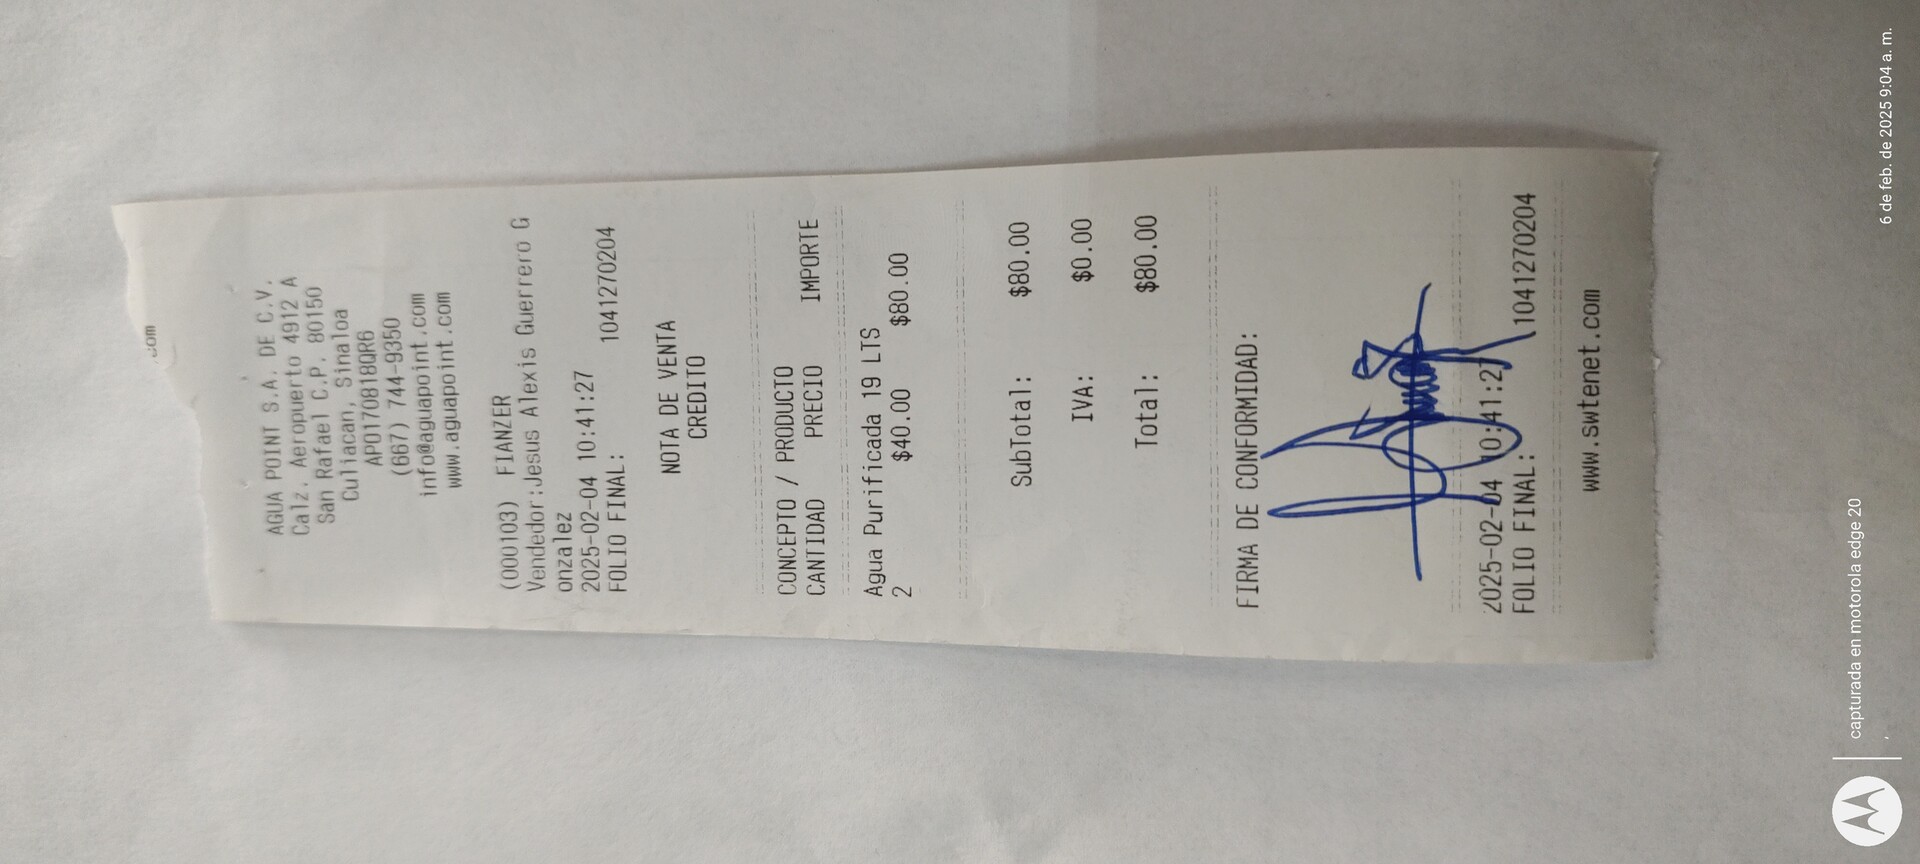 .com
AGUA POINT S.A. DE C.V.
Calz. Aeropuerto 4912 A
San Rafael C.P. 80150
Culiacan, Sinaloa
APO170818QR6
(667) 744-9350
info@aguapoint.com
www.aguapoint.com
(000103) FIANZER
Vendedor:Jesus Alexis Guerrero G
onzalez
2025-02-04 10:41:27
FOLIO FINAL: 1041270204
NOTA DE VENTA
CREDITO
CONCEPTO / PRODUCTO
CANTIDAD PRECIO IMPORTE
Agua Purificada 19 LTS
2 $40.00 $80.00
SubTotal: $80.00
IVA: $0.00
Total: $80.00
FIRMA DE CONFORMIDAD:
2025-02-04 10:41:27
FOLIO FINAL: 1041270204
www.swtenet.com
capturada en motorola edge 20
6 de feb. de 2025 9:04 a. m.